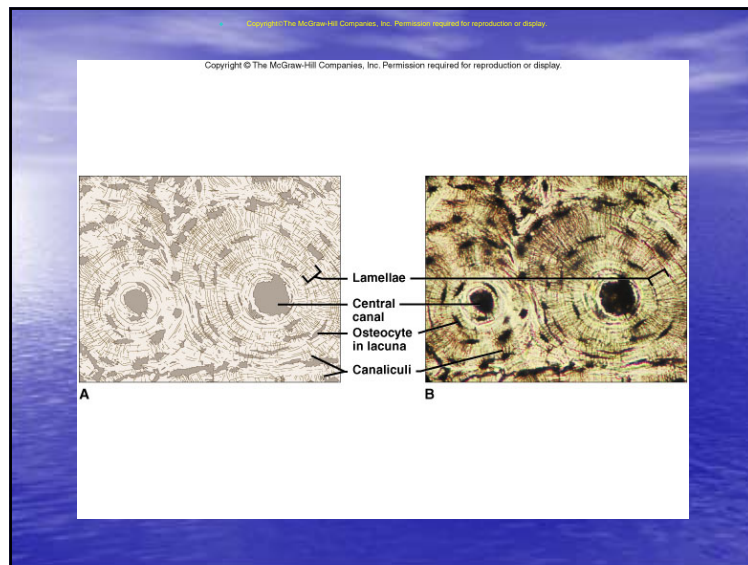 Copyright©The McGraw-Hill Companies, Inc. Permission required for reproduction or display.
Copyright © The McGraw-Hill Companies, Inc. Permission required for reproduction or display.
Lamellae
Central
canal
Osteocyte
in lacuna
Canaliculi
A
B